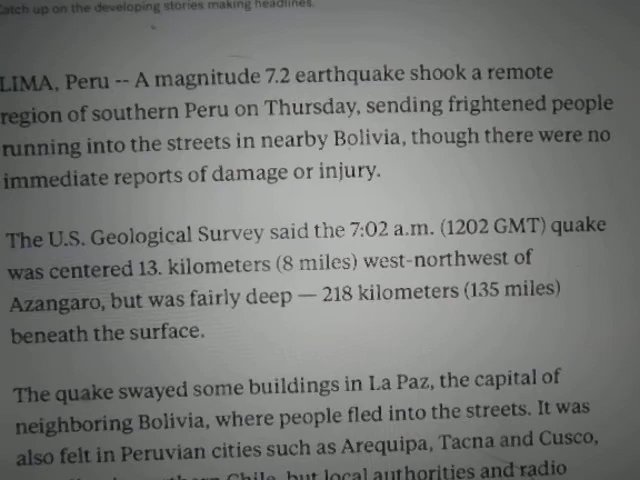 Catch up on the developing stories making headlines.
LIMA, Peru -- A magnitude 7.2 earthquake shook a remote
region of southern Peru on Thursday, sending frightened people
running into the streets in nearby Bolivia, though there were no
immediate reports of damage or injury.
The U.S. Geological Survey said the 7:02 a.m. (1202 GMT) quake
was centered 13. kilometers (8 miles) west-northwest of
Azangaro, but was fairly deep — 218 kilometers (135 miles)
beneath the surface.
The quake swayed some buildings in La Paz, the capital of
neighboring Bolivia, where people fled into the streets. It was
also felt in Peruvian cities such as Arequipa, Tacna and Cusco,
Chile, but local authorities and radio